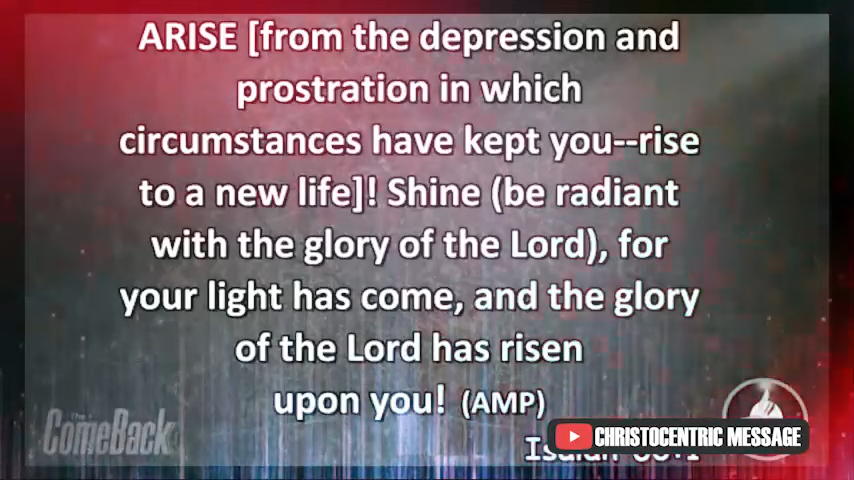 ARISE [from the depression and
prostration in which
circumstances have kept you--rise
to a new life]! Shine (be radiant
with the glory of the Lord), for
your light has come, and the glory
of the Lord has risen
upon you! (AMP)
The
ComeBack
CHRISTOCENTRIC MESSAGE
Isaiah